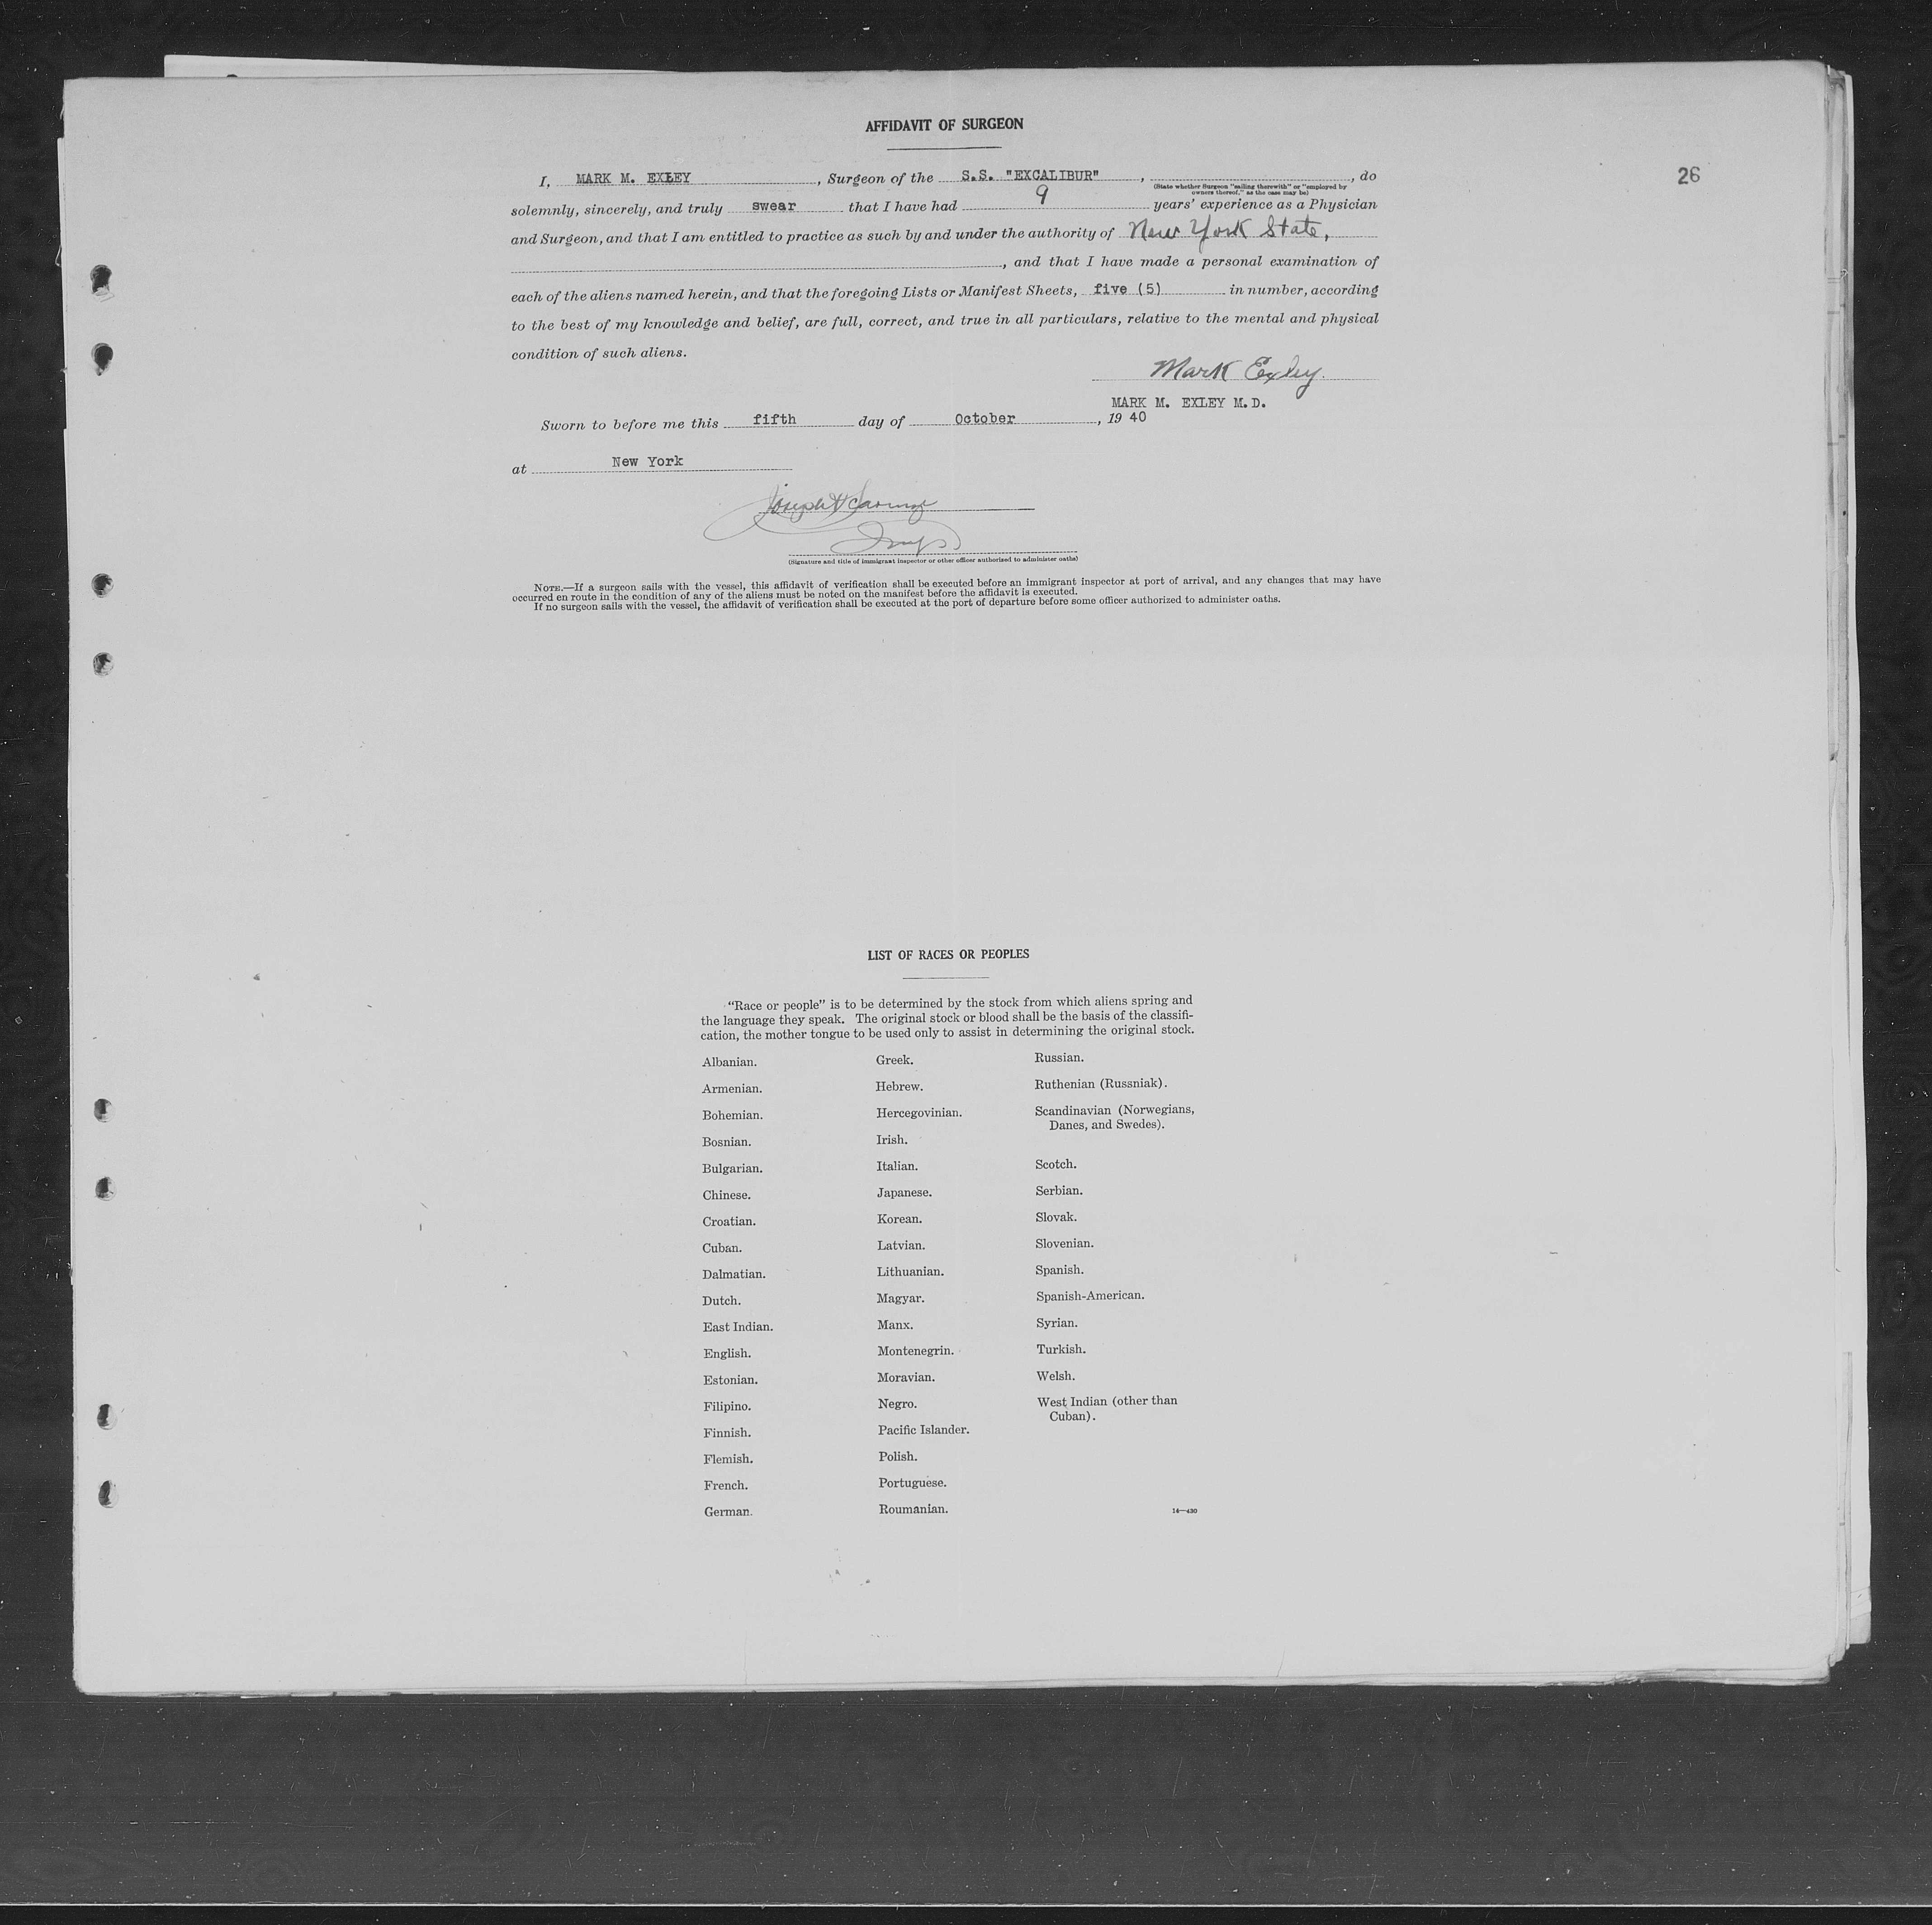 AFFIDAVIT OF SURGEON
26
I, MARK M. EXLEY, Surgeon of the S.S. "EXCALIBUR", , do
(State whether Surgeon "sailing therewith" or "employed by
owners thereof," as the case may be)
solemnly, sincerely, and truly swear that I have had 9 years' experience as a Physician
and Surgeon, and that I am entitled to practice as such by and under the authority of New York State,
, and that I have made a personal examination of
each of the aliens named herein, and that the foregoing Lists or Manifest Sheets, five (5) in number, according
to the best of my knowledge and belief, are full, correct, and true in all particulars, relative to the mental and physical
condition of such aliens.
Mark Exley.
MARK M. EXLEY M.D.
Sworn to before me this fifth day of October, 19 40
at New York
Joseph
(Signature and title of immigrant inspector or other officer authorized to administer oaths)
NOTE.—If a surgeon sails with the vessel, this affidavit of verification shall be executed before an immigrant inspector at port of arrival, and any changes that may have
occurred en route in the condition of any of the aliens must be noted on the manifest before the affidavit is executed.
If no surgeon sails with the vessel, the affidavit of verification shall be executed at the port of departure before some officer authorized to administer oaths.
LIST OF RACES OR PEOPLES
"Race or people" is to be determined by the stock from which aliens spring and
the language they speak. The original stock or blood shall be the basis of the classifi-
cation, the mother tongue to be used only to assist in determining the original stock.
Albanian.
Armenian.
Bohemian.
Bosnian.
Bulgarian.
Chinese.
Croatian.
Cuban.
Dalmatian.
Dutch.
East Indian.
English.
Estonian.
Filipino.
Finnish.
Flemish.
French.
German.
Greek.
Hebrew.
Hercegovinian.
Irish.
Italian.
Japanese.
Korean.
Latvian.
Lithuanian.
Magyar.
Manx.
Montenegrin.
Moravian.
Negro.
Pacific Islander.
Polish.
Portuguese.
Roumanian.
Russian.
Ruthenian (Russniak).
Scandinavian (Norwegians,
Danes, and Swedes).
Scotch.
Serbian.
Slovak.
Slovenian.
Spanish.
Spanish-American.
Syrian.
Turkish.
Welsh.
West Indian (other than
Cuban).
14—430